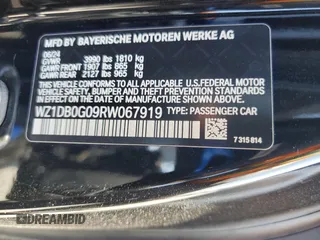 MFD BY BAYERISCHE MOTOREN WERKE AG
06/24
GVWR 3990 lbs 1810 kg
GAWR FRONT 1907 lbs 865 kg
GAWR REAR 2127 lbs 965 kg
THIS VEHICLE CONFORMS TO ALL APPLICABLE U.S. FEDERAL MOTOR
VEHICLE SAFETY, BUMPER, AND THEFT PREVENTION STANDARDS
IN EFFECT ON THE DATE OF MANUFACTURE SHOWN ABOVE.
WZ1DB0G09RW067919 TYPE: PASSENGER CAR
7 315 814
DREAMBID